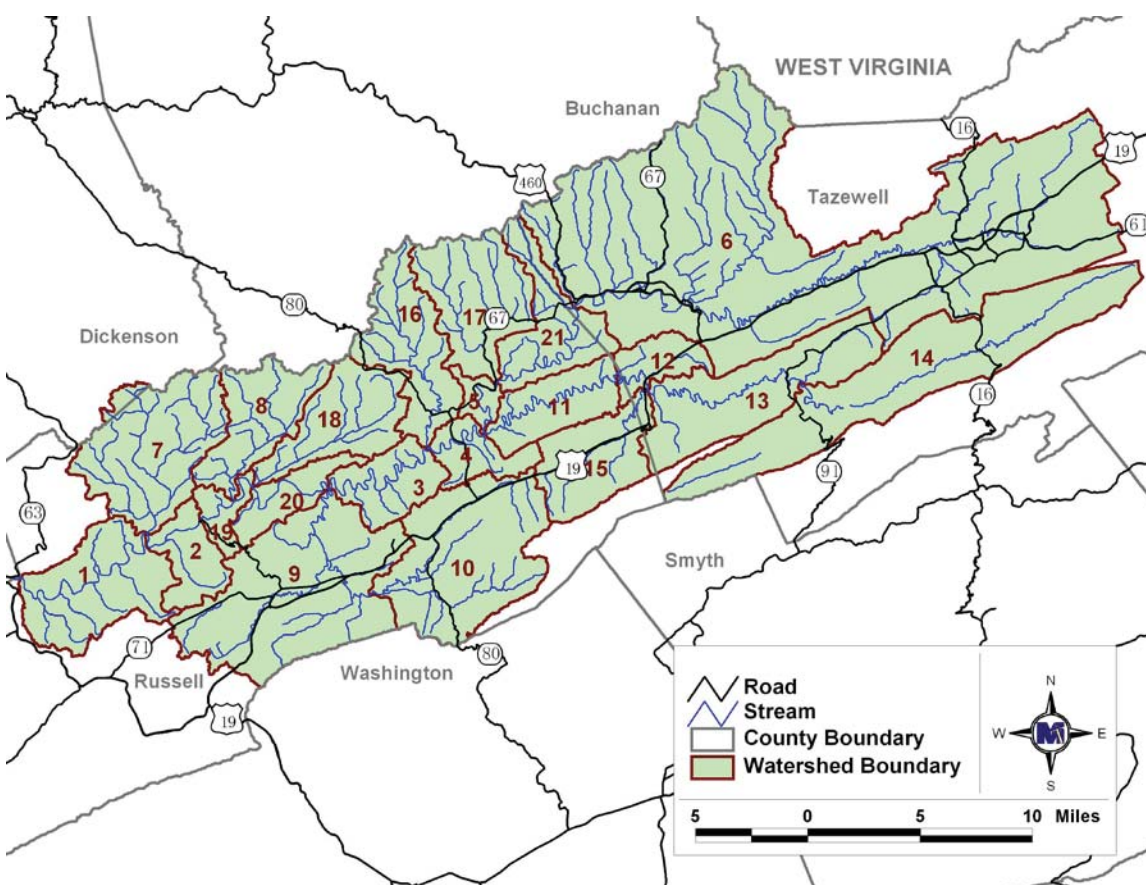 WEST VIRGINIA
Buchanan
16
19
460
67
Tazewell
61
6
80
16
17
67
Dickenson
21
12
14
8
18
5
11
13
16
7
4
19
15
91
63
3
20
19
2
9
10
Smyth
1
71
80
Washington
Russell
19
Road
Stream
County Boundary
Watershed Boundary
N
W
E
S
M
5 0 5 10 Miles